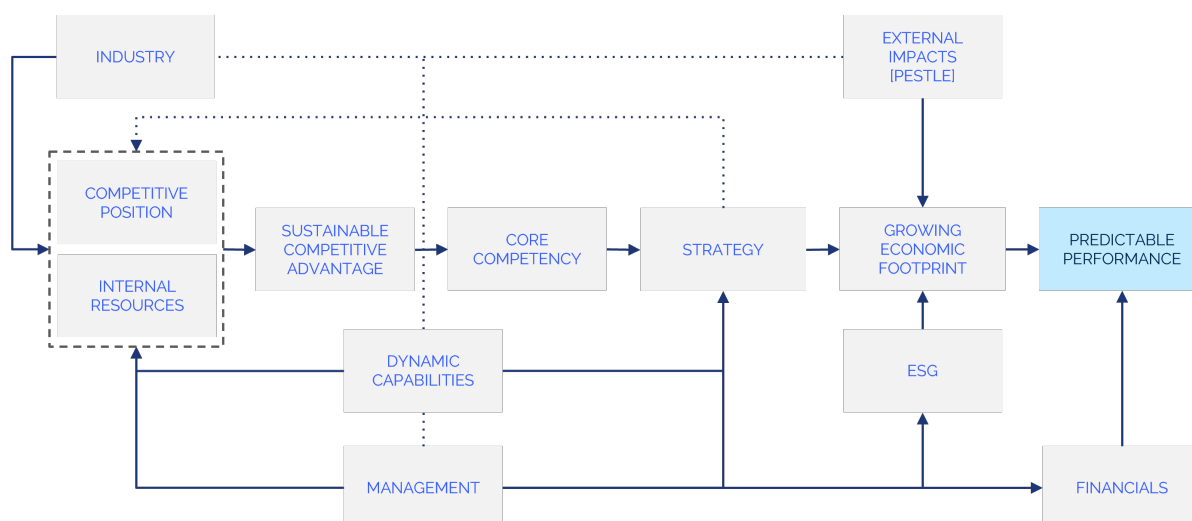 INDUSTRY
EXTERNAL
IMPACTS
[PESTLE]
COMPETITIVE
POSITION
INTERNAL
RESOURCES
SUSTAINABLE
COMPETITIVE
ADVANTAGE
CORE
COMPETENCY
STRATEGY
GROWING
ECONOMIC
FOOTPRINT
PREDICTABLE
PERFORMANCE
DYNAMIC
CAPABILITIES
ESG
MANAGEMENT
FINANCIALS